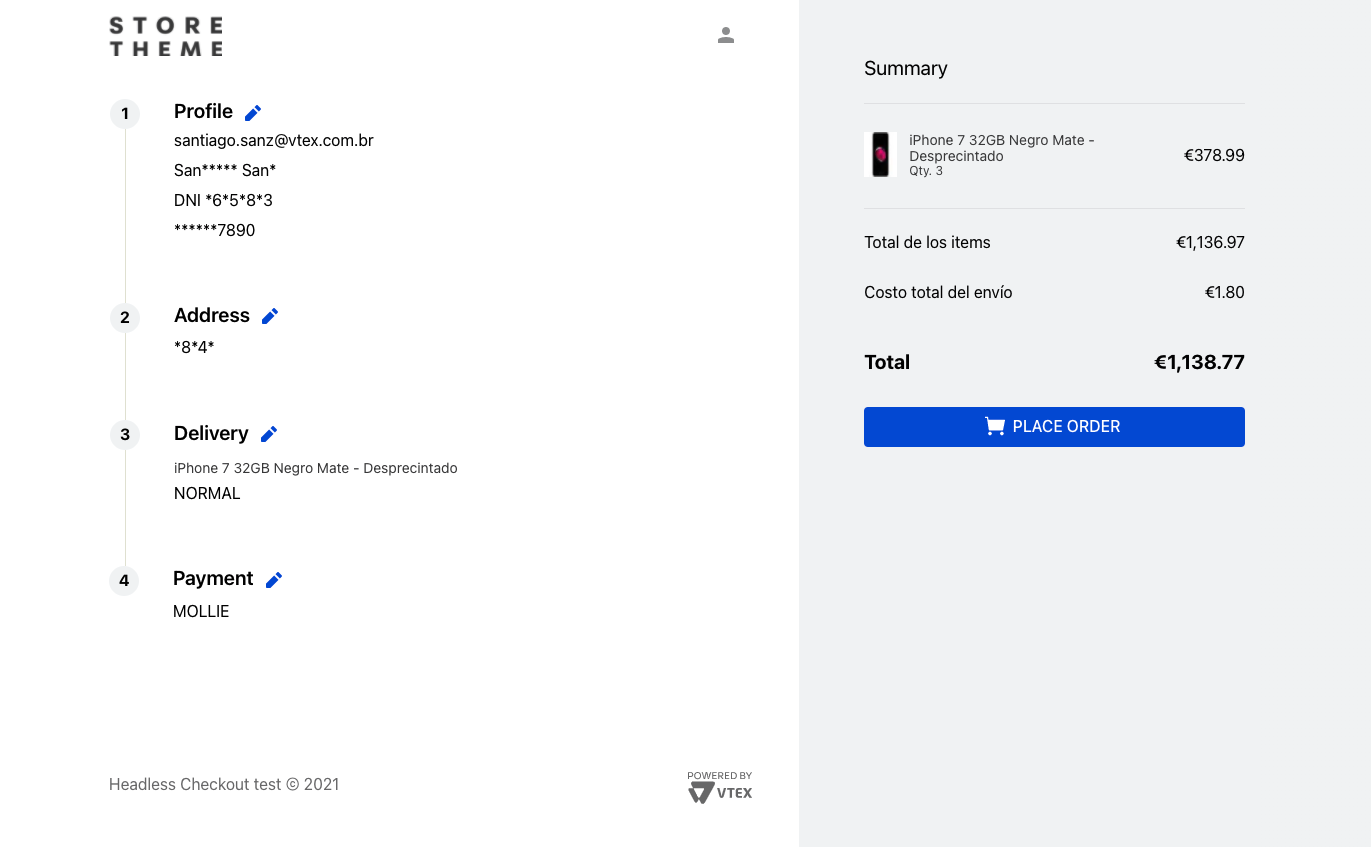 STORE
THEME
1
Profile
santiago.sanz@vtex.com.br
San***** San*
DNI *6*5*8*3
******7890
2
Address
*8*4*
3
Delivery
iPhone 7 32GB Negro Mate - Desprecintado
NORMAL
4
Payment
MOLLIE
Headless Checkout test © 2021
POWERED BY
VTEX
Summary
iPhone 7 32GB Negro Mate -
Desprecintado
Qty. 3
€378.99
Total de los items €1,136.97
Costo total del envío €1.80
Total €1,138.77
PLACE ORDER